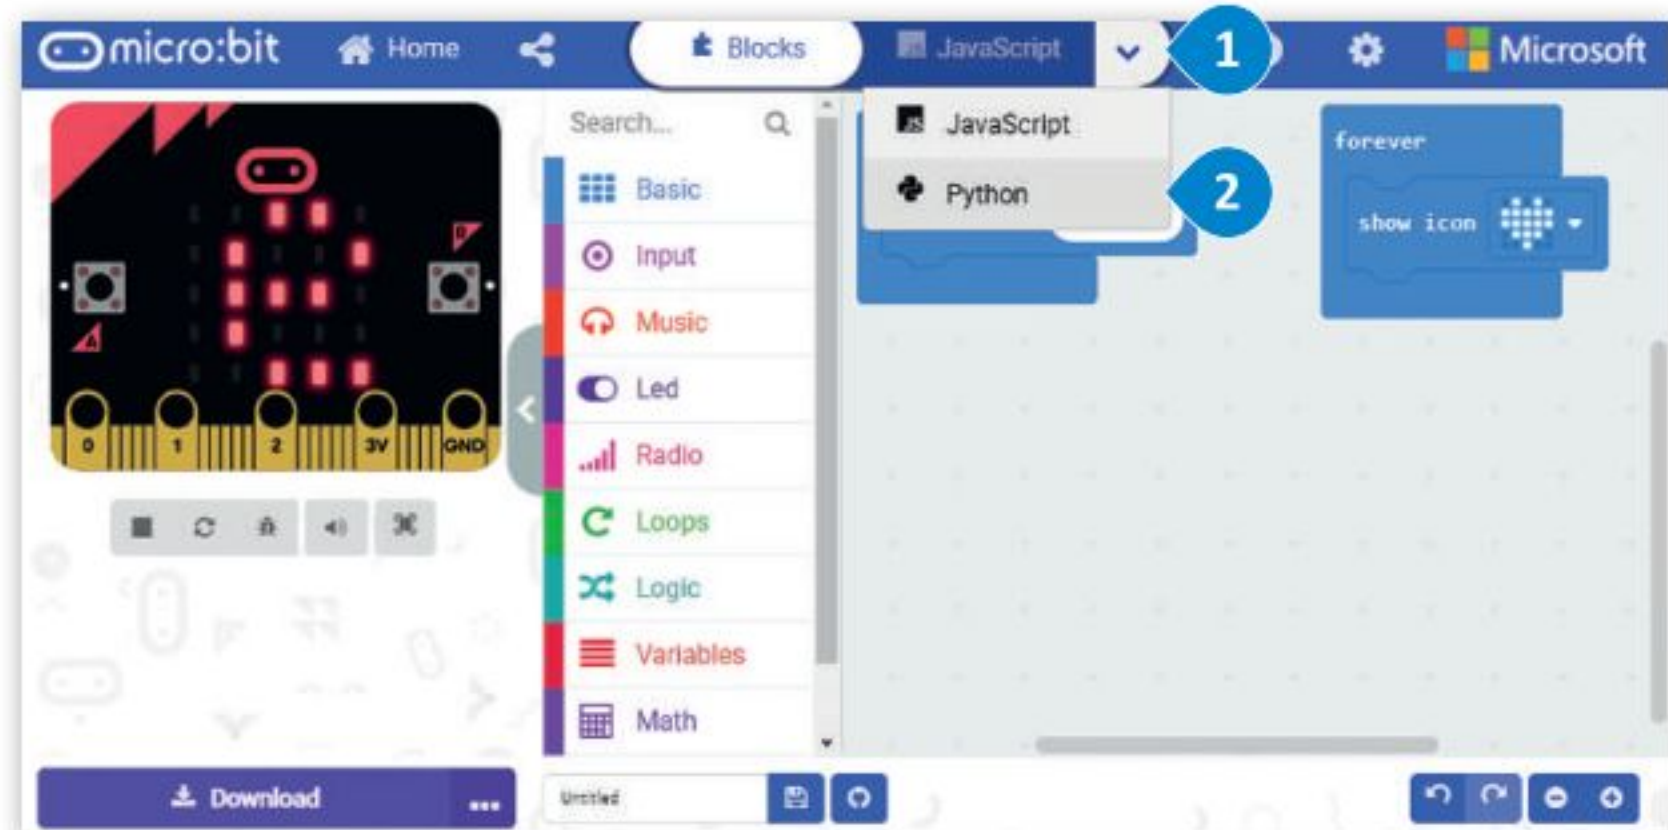 micro:bit Home Blocks JavaScript 1 Microsoft
Search...
JavaScript
Python 2
Basic
Input
Music
Led
Radio
Loops
Logic
Variables
Math
forever
show icon
B
A
0 1 2 3V GND
Download ...
Untitled